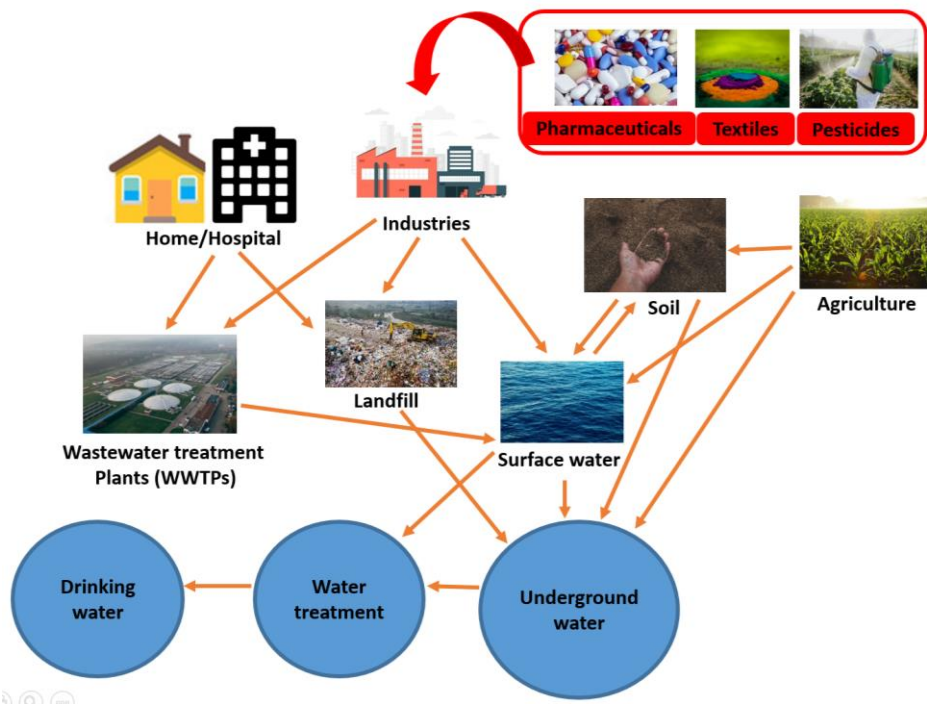 Pharmaceuticals
Textiles
Pesticides
Home/Hospital
Industries
Soil
Agriculture
Landfill
Wastewater treatment
Plants (WWTPs)
Surface water
Drinking
water
Water
treatment
Underground
water